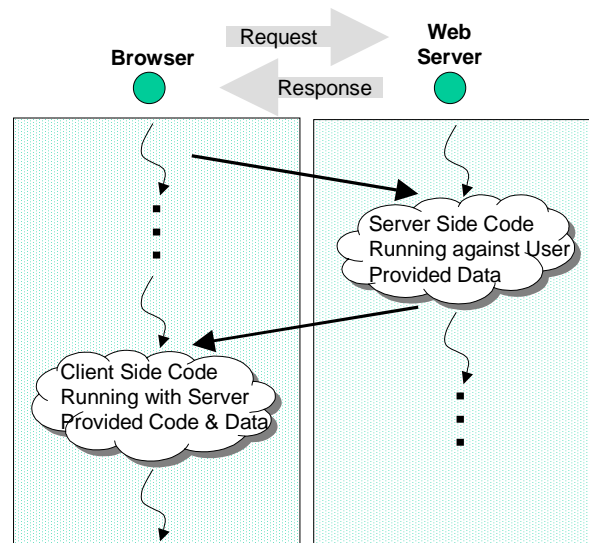 Request
Browser
Web
Server
Response
Server Side Code
Running against User
Provided Data
Client Side Code
Running with Server
Provided Code & Data